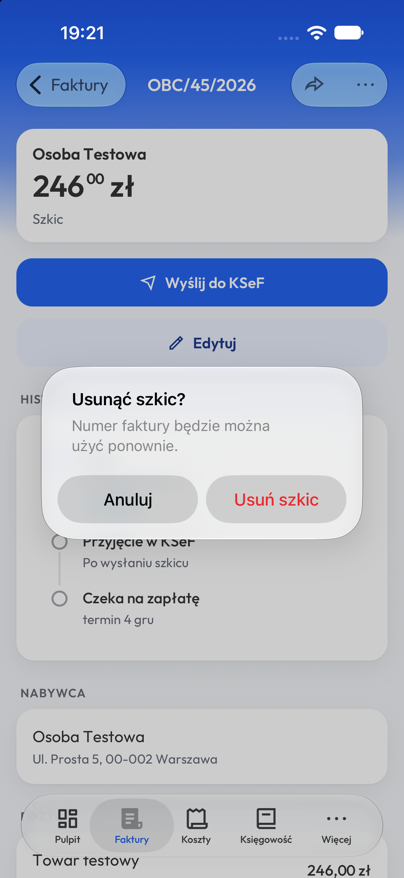 19:21
Faktury
OBC/45/2026
Osoba Testowa
246⁰⁰ zł
Szkic
Wyślij do KSeF
Edytuj
HIS
Usunąć szkic?
Numer faktury będzie można
użyć ponownie.
Anuluj
Usuń szkic
Przyjęcie w KSeF
Po wysłaniu szkicu
Czeka na zapłatę
termin 4 gru
NABYWCA
Osoba Testowa
Ul. Prosta 5, 00-002 Warszawa
Pulpit
Faktury
Koszty
Księgowość
Więcej
Towar testowy
246,00 zł